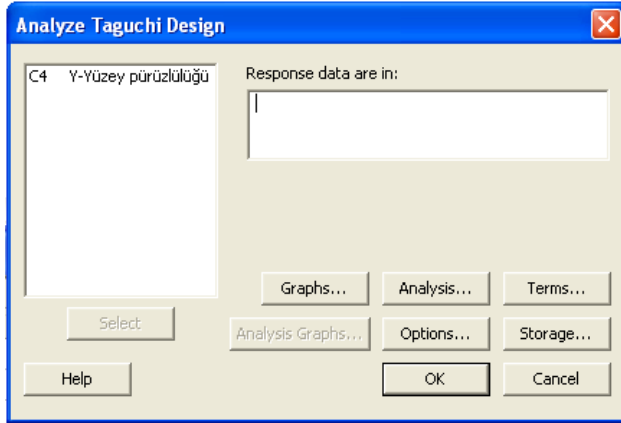 Analyze Taguchi Design
C4 Y-Yüzey pürüzlülüğü
Response data are in:
Graphs... Analysis... Terms...
Select Analysis Graphs... Options... Storage...
Help OK Cancel